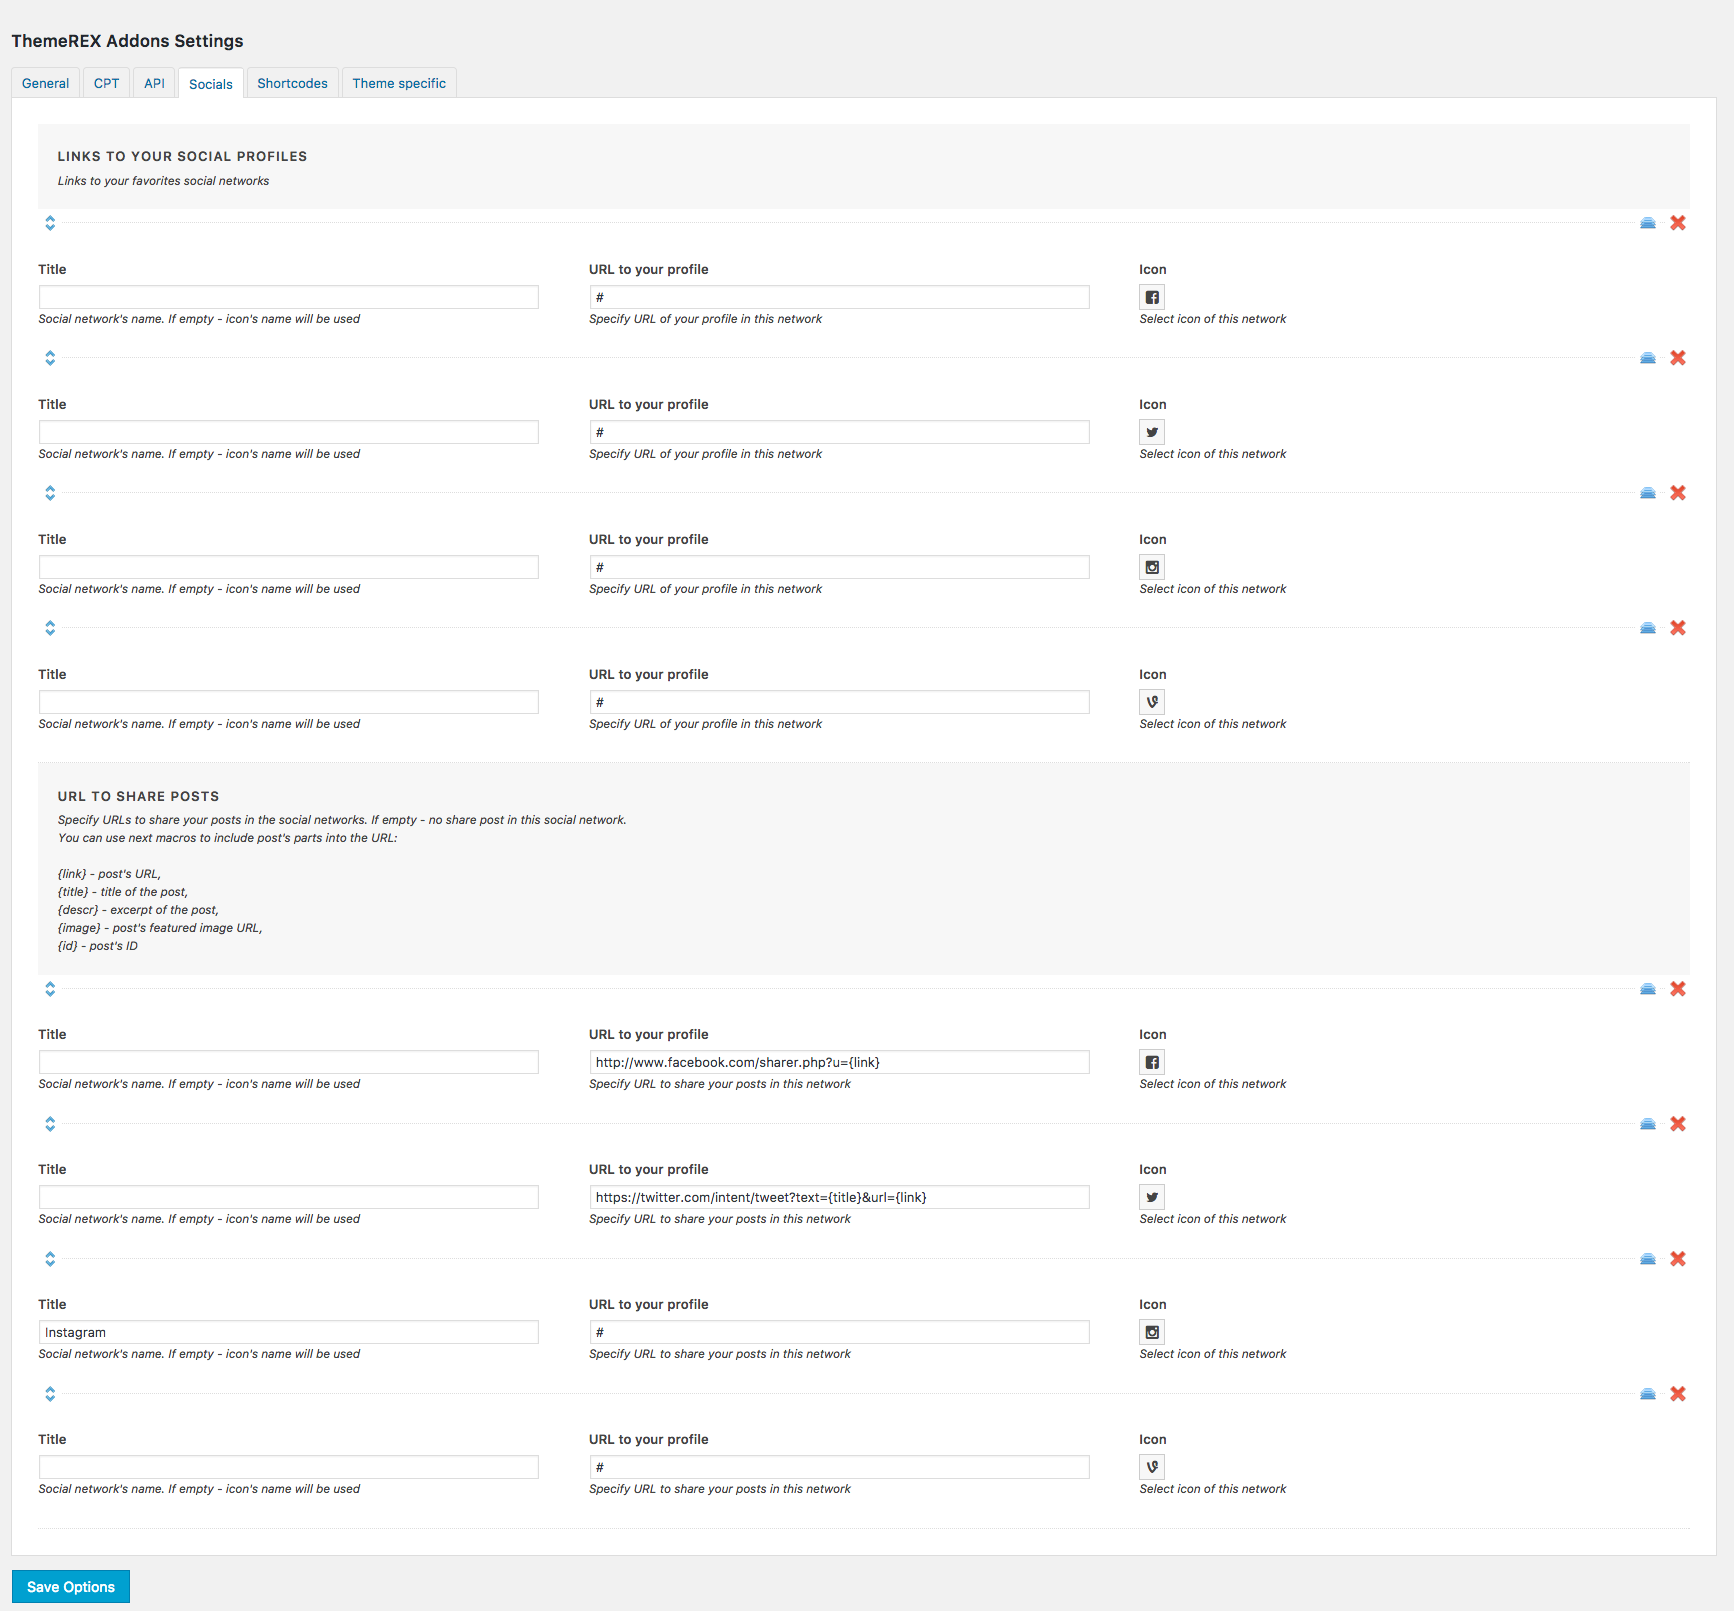 ThemeREX Addons Settings
General CPT API Socials Shortcodes Theme specific
LINKS TO YOUR SOCIAL PROFILES
Links to your favorites social networks
Title URL to your profile Icon
#
Social network's name. If empty - icon's name will be used Specify URL of your profile in this network Select icon of this network
Title URL to your profile Icon
#
Social network's name. If empty - icon's name will be used Specify URL of your profile in this network Select icon of this network
Title URL to your profile Icon
#
Social network's name. If empty - icon's name will be used Specify URL of your profile in this network Select icon of this network
Title URL to your profile Icon
#
Social network's name. If empty - icon's name will be used Specify URL of your profile in this network Select icon of this network
URL TO SHARE POSTS
Specify URLs to share your posts in the social networks. If empty - no share post in this social network.
You can use next macros to include post's parts into the URL:
{link} - post's URL,
{title} - title of the post,
{descr} - excerpt of the post,
{image} - post's featured image URL,
{id} - post's ID
Title URL to your profile Icon
http://www.facebook.com/sharer.php?u={link}
Social network's name. If empty - icon's name will be used Specify URL to share your posts in this network Select icon of this network
Title URL to your profile Icon
https://twitter.com/intent/tweet?text={title}&url={link}
Social network's name. If empty - icon's name will be used Specify URL to share your posts in this network Select icon of this network
Title URL to your profile Icon
Instagram #
Social network's name. If empty - icon's name will be used Specify URL to share your posts in this network Select icon of this network
Title URL to your profile Icon
#
Social network's name. If empty - icon's name will be used Specify URL to share your posts in this network Select icon of this network
Save Options